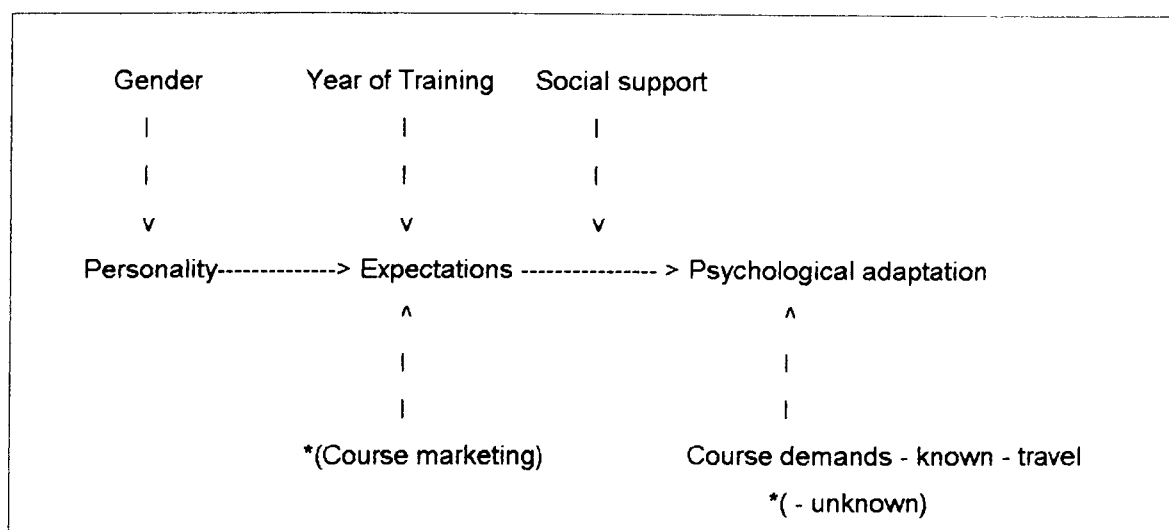 Gender Year of Training Social support
| | |
| | |
v v v
Personality--------------> Expectations ---------------- > Psychological adaptation
^ ^
| |
| |
*(Course marketing) Course demands - known - travel
*( - unknown)